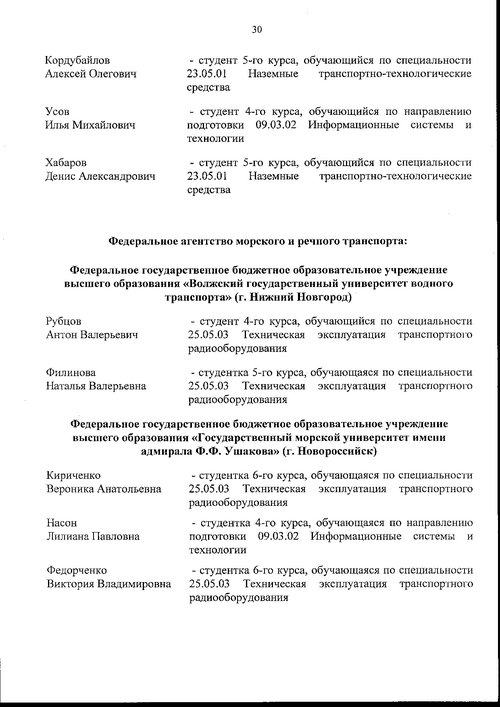 30
Кордубайлов - студент 5-го курса, обучающийся по специальности
Алексей Олегович 23.05.01 Наземные транспортно-технологические
средства
Усов - студент 4-го курса, обучающийся по направлению
Илья Михайлович подготовки 09.03.02 Информационные системы и
технологии
Хабаров - студент 5-го курса, обучающийся по специальности
Денис Александрович 23.05.01 Наземные транспортно-технологические
средства
Федеральное агентство морского и речного транспорта:
Федеральное государственное бюджетное образовательное учреждение
высшего образования «Волжский государственный университет водного
транспорта» (г. Нижний Новгород)
Рубцов - студент 4-го курса, обучающийся по специальности
Антон Валерьевич 25.05.03 Техническая эксплуатация транспортного
радиооборудования
Филинова - студентка 5-го курса, обучающаяся по специальности
Наталья Валерьевна 25.05.03 Техническая эксплуатация транспортного
радиооборудования
Федеральное государственное бюджетное образовательное учреждение
высшего образования «Государственный морской университет имени
адмирала Ф.Ф. Ушакова» (г. Новороссийск)
Кириченко - студентка 6-го курса, обучающаяся по специальности
Вероника Анатольевна 25.05.03 Техническая эксплуатация транспортного
радиооборудования
Насон - студентка 4-го курса, обучающаяся по направлению
Лилиана Павловна подготовки 09.03.02 Информационные системы и
технологии
Федорченко - студентка 6-го курса, обучающаяся по специальности
Виктория Владимировна 25.05.03 Техническая эксплуатация транспортного
радиооборудования